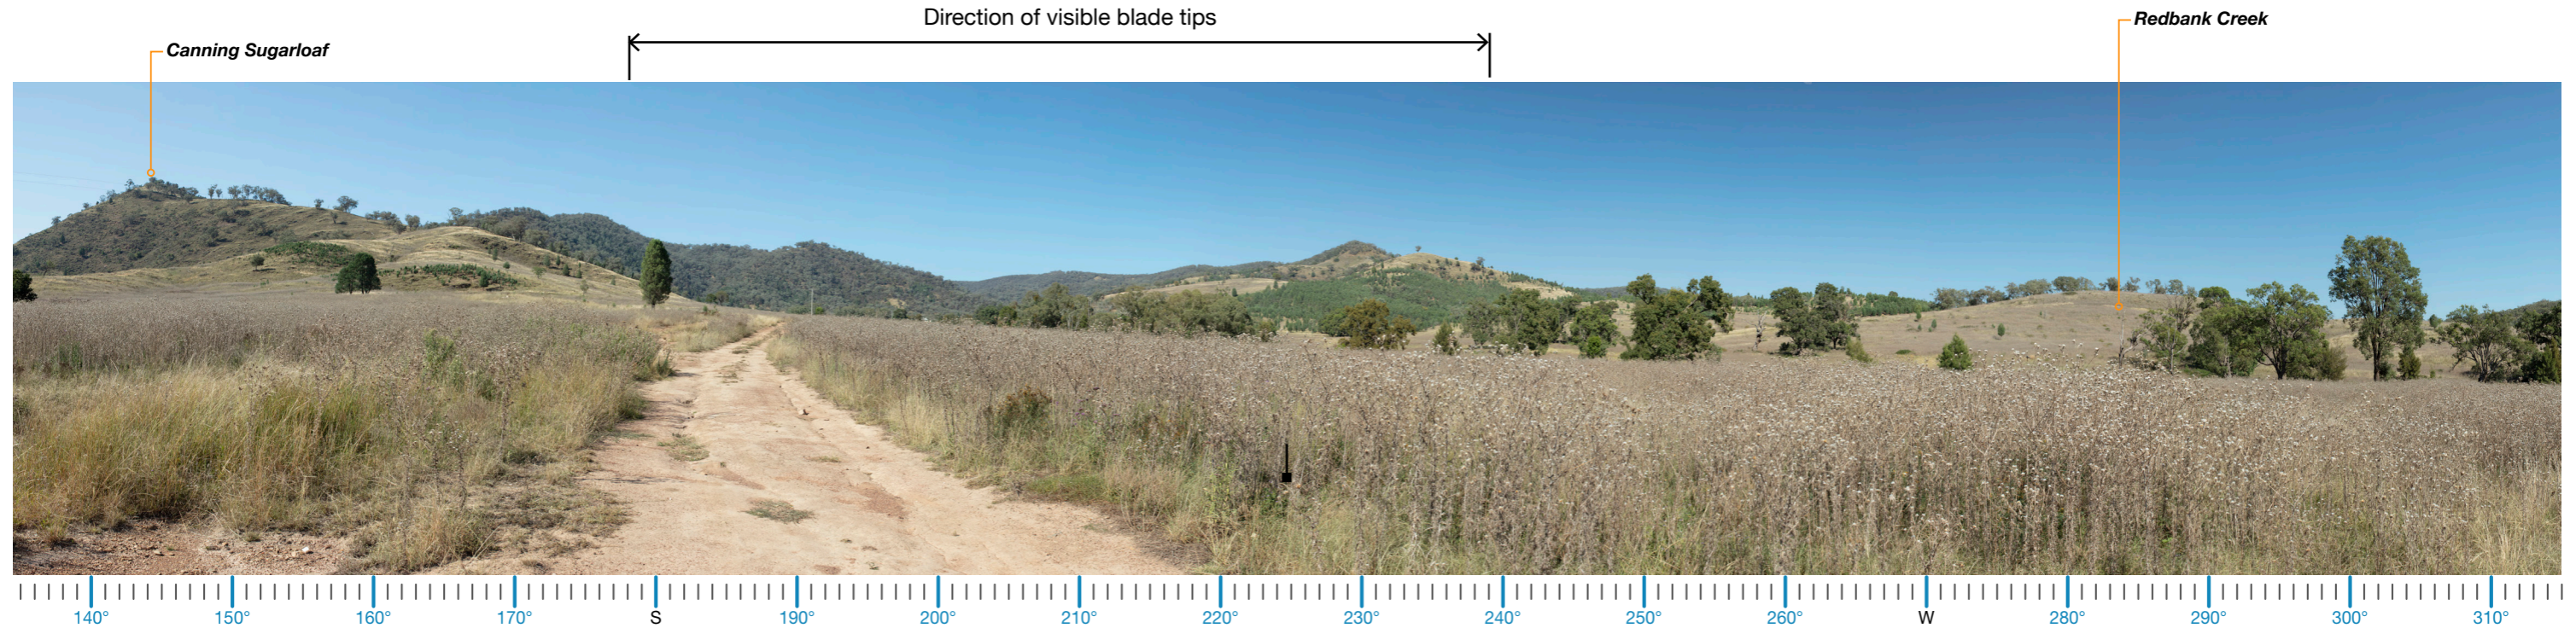 Direction of visible blade tips
Redbank Creek
Canning Sugarloaf
140° 150° 160° 170° S 190° 200° 210° 220° 230° 240° 250° 260° W 280° 290° 300° 310°